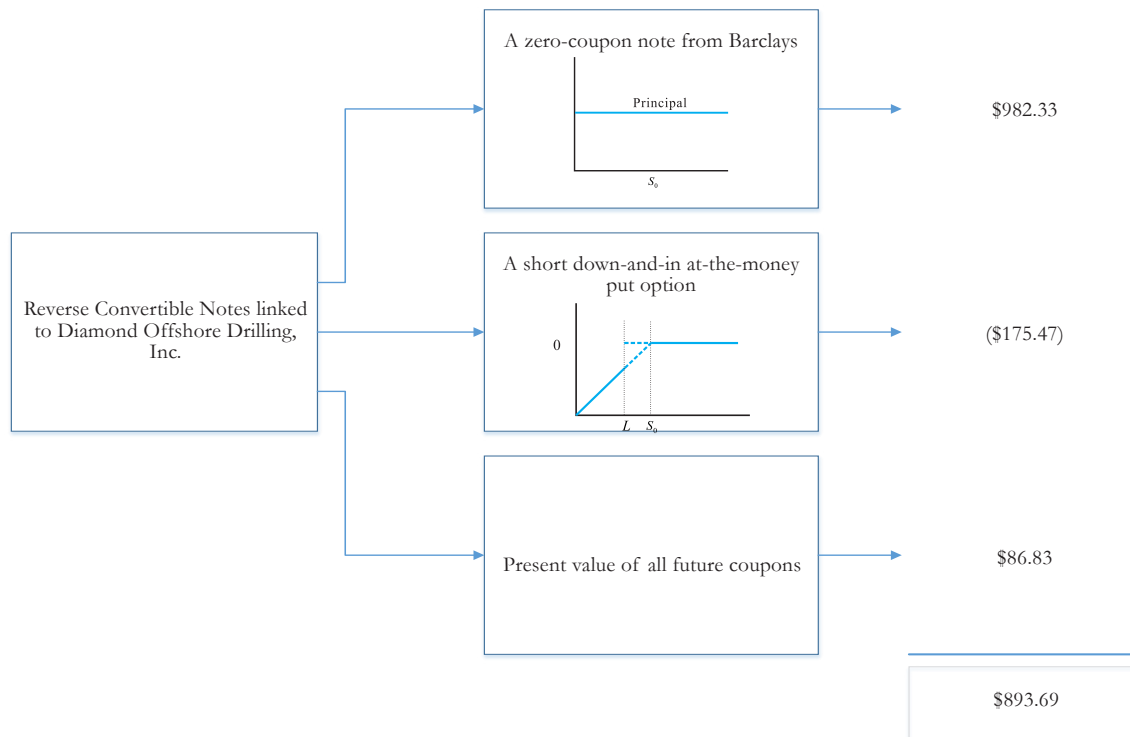 A zero-coupon note from Barclays
Principal
S₀
$982.33
Reverse Convertible Notes linked
to Diamond Offshore Drilling,
Inc.
A short down-and-in at-the-money
put option
0
L S₀
($175.47)
Present value of all future coupons
$86.83
$893.69